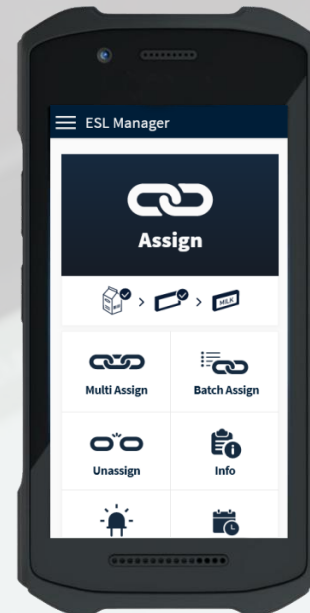 ESL Manager
Assign
MILK
Multi Assign
Batch Assign
Unassign
Info